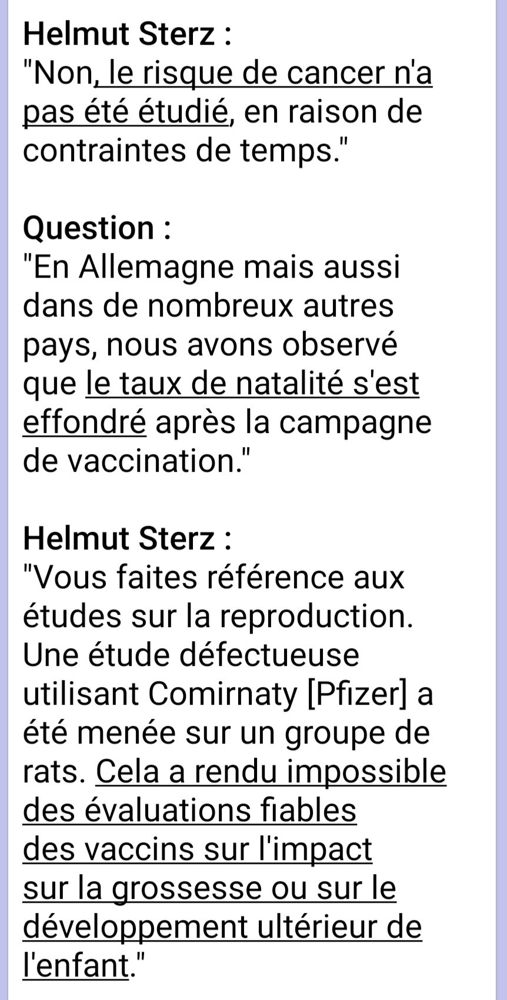 Helmut Sterz :
"Non, le risque de cancer n'a
pas été étudié, en raison de
contraintes de temps."
Question :
"En Allemagne mais aussi
dans de nombreux autres
pays, nous avons observé
que le taux de natalité s'est
effondré après la campagne
de vaccination."
Helmut Sterz :
"Vous faites référence aux
études sur la reproduction.
Une étude défectueuse
utilisant Comirnaty [Pfizer] a
été menée sur un groupe de
rats. Cela a rendu impossible
des évaluations fiables
des vaccins sur l'impact
sur la grossesse ou sur le
développement ultérieur de
l'enfant."